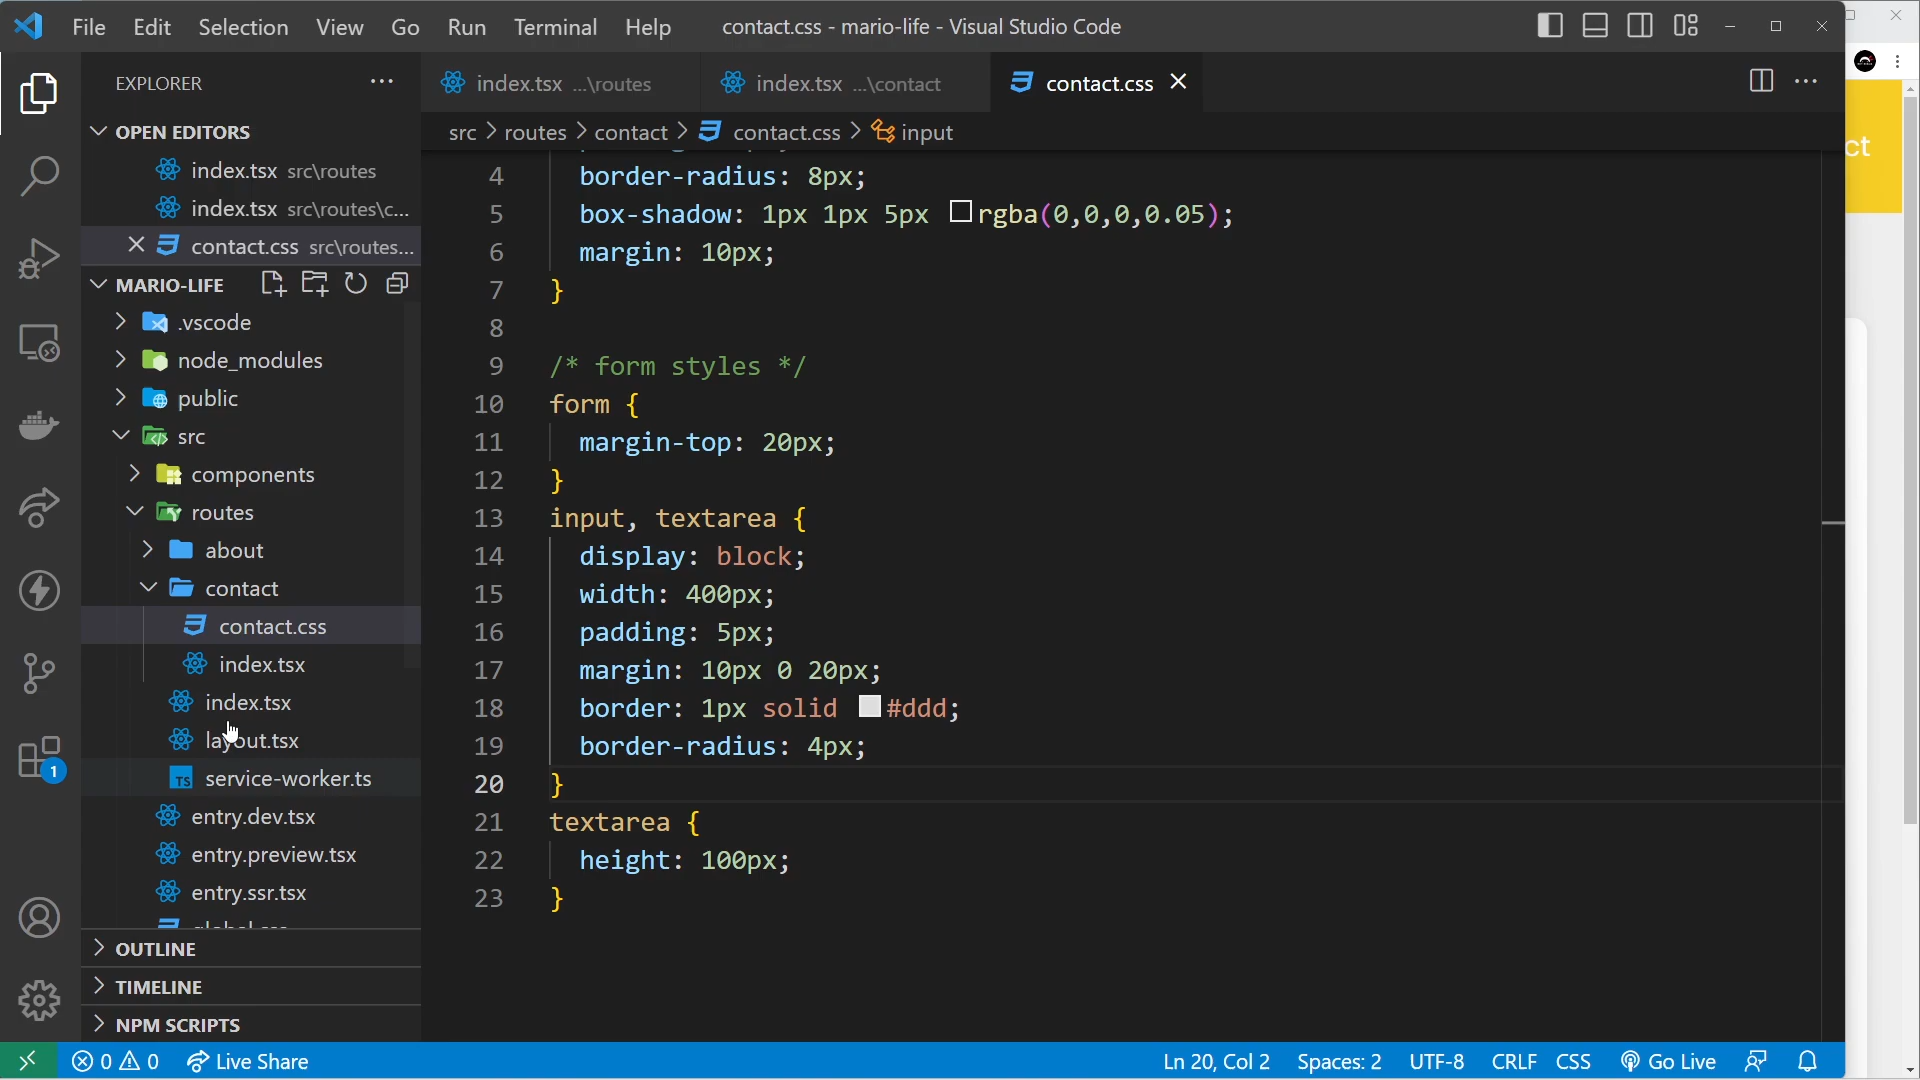 File Edit Selection View Go Run Terminal Help
contact.css - mario-life - Visual Studio Code
EXPLORER
OPEN EDITORS
index.tsx src\routes
index.tsx src\routes\c...
contact.css src\routes...
MARIO-LIFE
.vscode
node_modules
public
src
components
routes
about
contact
contact.css
index.tsx
index.tsx
layout.tsx
TS service-worker.ts
entry.dev.tsx
entry.preview.tsx
entry.ssr.tsx
OUTLINE
TIMELINE
NPM SCRIPTS
1
index.tsx ...\routes
index.tsx ...\contact
contact.css
src > routes > contact > contact.css > input
4 border-radius: 8px;
5 box-shadow: 1px 1px 5px rgba(0,0,0,0.05);
6 margin: 10px;
7 }
8
9 /* form styles */
10 form {
11 margin-top: 20px;
12 }
13 input, textarea {
14 display: block;
15 width: 400px;
16 padding: 5px;
17 margin: 10px 0 20px;
18 border: 1px solid #ddd;
19 border-radius: 4px;
20 }
21 textarea {
22 height: 100px;
23 }
ct
0 0 Live Share
Ln 20, Col 2 Spaces: 2 UTF-8 CRLF CSS Go Live